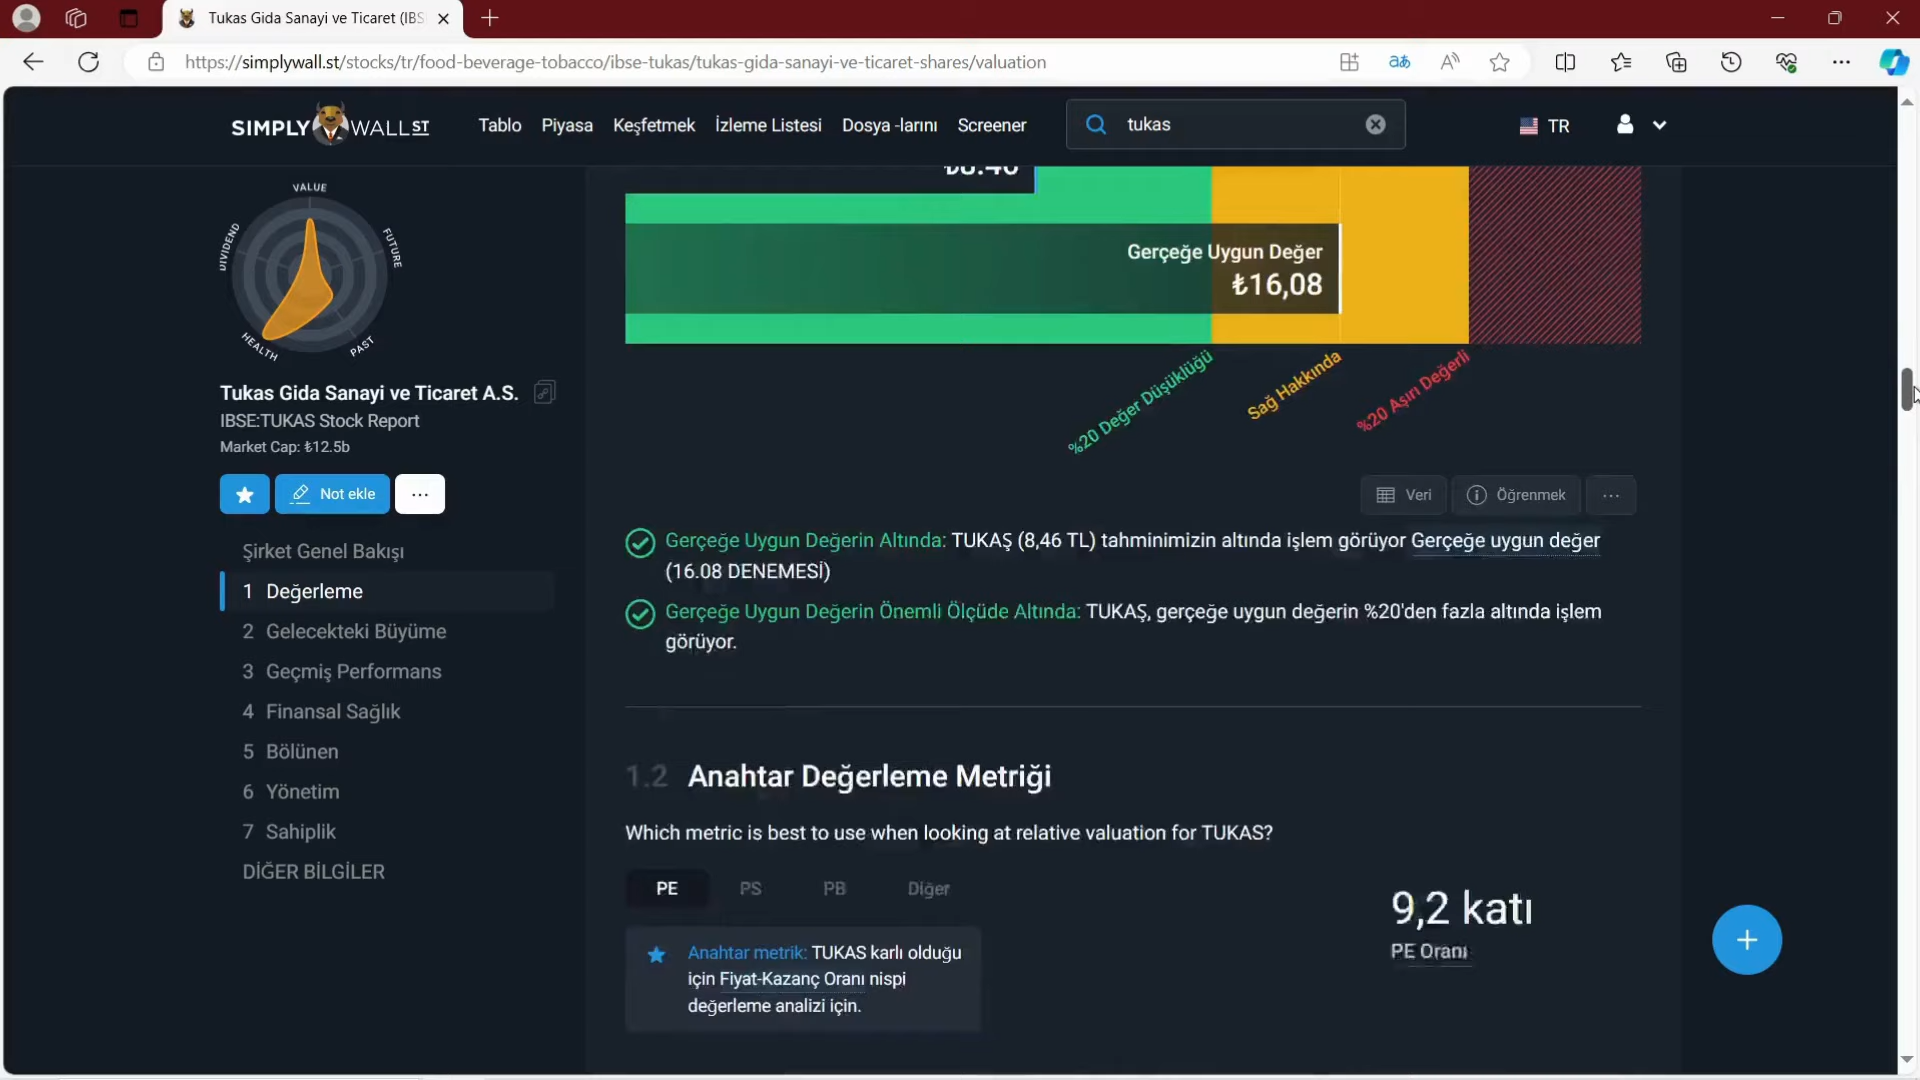 Tukas Gida Sanayi ve Ticaret (IBS
https://simplywall.st/stocks/tr/food-beverage-tobacco/ibse-tukas/tukas-gida-sanayi-ve-ticaret-shares/valuation
SIMPLY WALL ST
Tablo
Piyasa
Keşfetmek
İzleme Listesi
Dosya -larını
Screener
tukas
TR
VALUE
FUTURE
PAST
HEALTH
DIVIDEND
Tukas Gida Sanayi ve Ticaret A.S.
IBSE:TUKAS Stock Report
Market Cap: ₺12.5b
Not ekle
Şirket Genel Bakışı
1 Değerleme
2 Gelecekteki Büyüme
3 Geçmiş Performans
4 Finansal Sağlık
5 Bölünen
6 Yönetim
7 Sahiplik
DİĞER BİLGİLER
₺8.46
Gerçeğe Uygun Değer
₺16,08
%20 Değer Düşüklüğü
Sağ Hakkında
%20 Aşırı Değerli
Veri
Öğrenmek
Gerçeğe Uygun Değerin Altında: TUKAŞ (8,46 TL) tahminimizin altında işlem görüyor Gerçeğe uygun değer
(16.08 DENEMESİ)
Gerçeğe Uygun Değerin Önemli Ölçüde Altında: TUKAŞ, gerçeğe uygun değerin %20'den fazla altında işlem
görüyor.
1.2 Anahtar Değerleme Metriği
Which metric is best to use when looking at relative valuation for TUKAS?
PE
PS
PB
Diğer
9,2 katı
PE Oranı
Anahtar metrik: TUKAS karlı olduğu
için Fiyat-Kazanç Oranı nispi
değerleme analizi için.